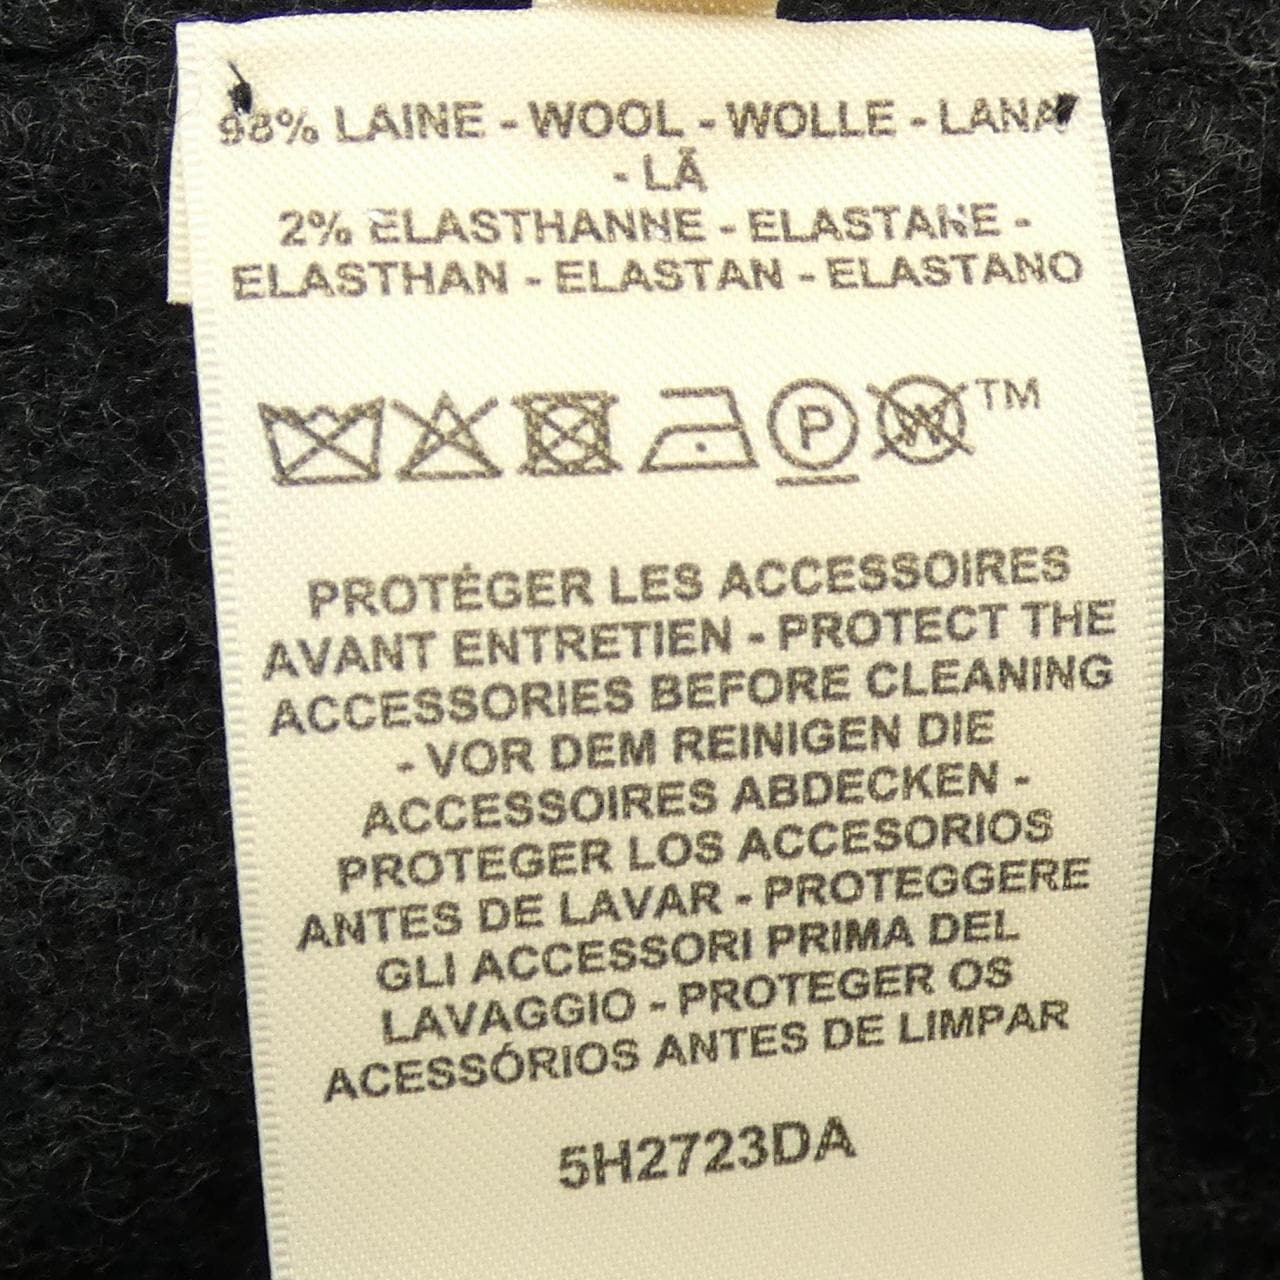 98% LAINE - WOOL - WOLLE - LANA
- LÃ
2% ELASTHANNE - ELASTANE -
ELASTHAN - ELASTAN - ELASTANO
P W TM
PROTÉGER LES ACCESSOIRES
AVANT ENTRETIEN - PROTECT THE
ACCESSORIES BEFORE CLEANING
- VOR DEM REINIGEN DIE
ACCESSOIRES ABDECKEN -
PROTEGER LOS ACCESORIOS
ANTES DE LAVAR - PROTEGGERE
GLI ACCESSORI PRIMA DEL
LAVAGGIO - PROTEGER OS
ACESSÓRIOS ANTES DE LIMPAR
5H2723DA